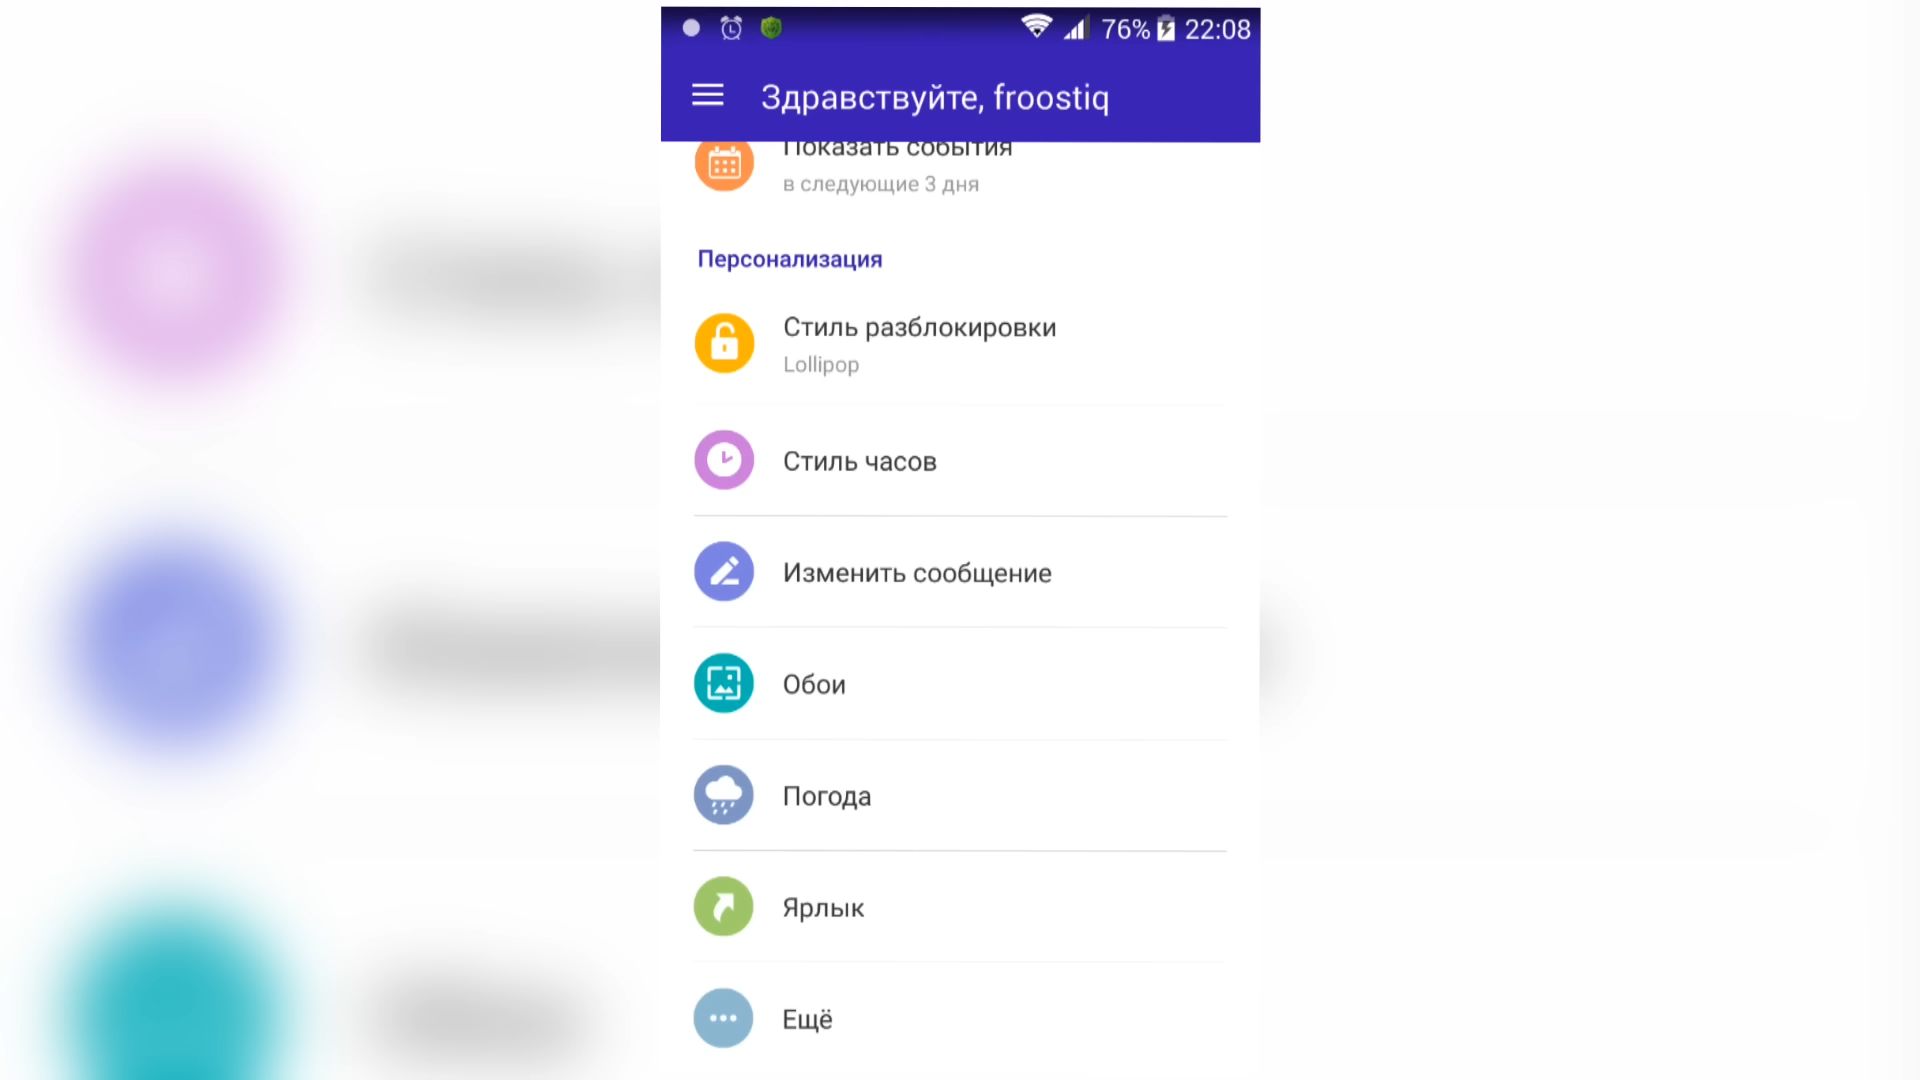 76% 22:08
Здравствуйте, froostiq
Показать события
в следующие 3 дня
Персонализация
Стиль разблокировки
Lollipop
Стиль часов
Изменить сообщение
Обои
Погода
Ярлык
Ещё